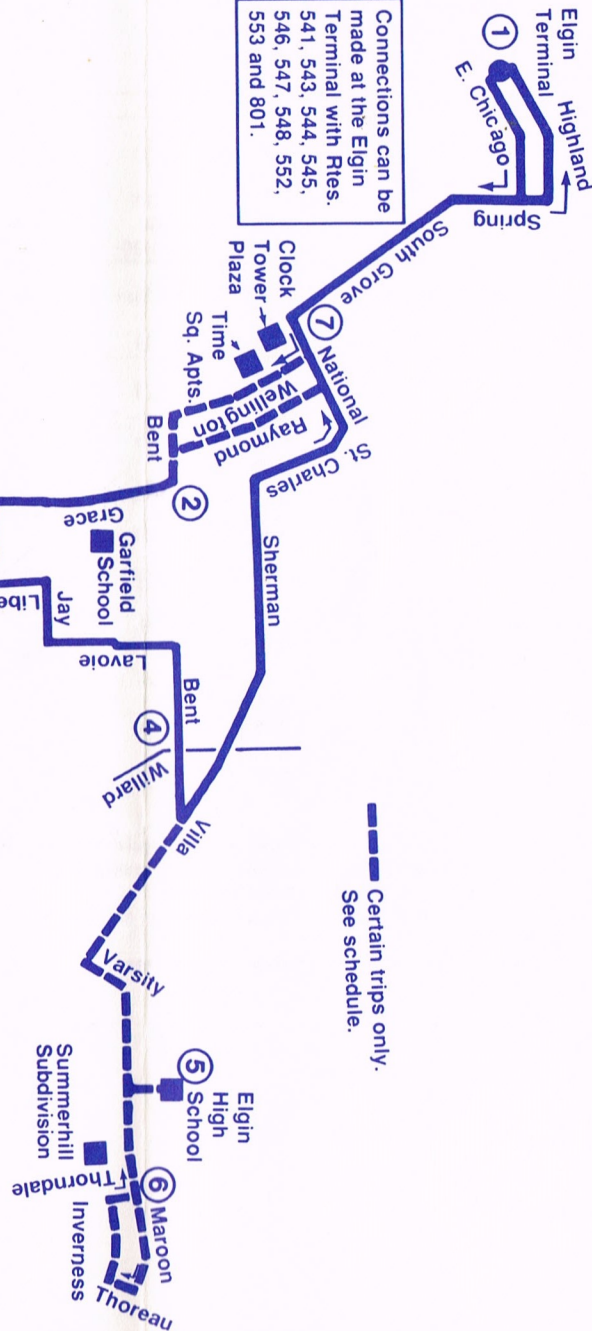 Elgin
Terminal
Highland
1
E. Chicago
Spring
Connections can be
made at the Elgin
Terminal with Rtes.
541, 543, 544, 545,
546, 547, 548, 552,
553 and 801.
South Grove
Clock
Tower
Plaza
7
National
Time
Sq. Apts.
Wellington
Raymond
St. Charles
Bent
2
Grace
Sherman
Garfield
School
Jay
Libe
Lavoie
Bent
4
Willard
Villa
Certain trips only.
See schedule.
Varsity
Elgin
High
School
5
Summerhill
Subdivision
Thorndale
6
Maroon
Inverness
Thoreau